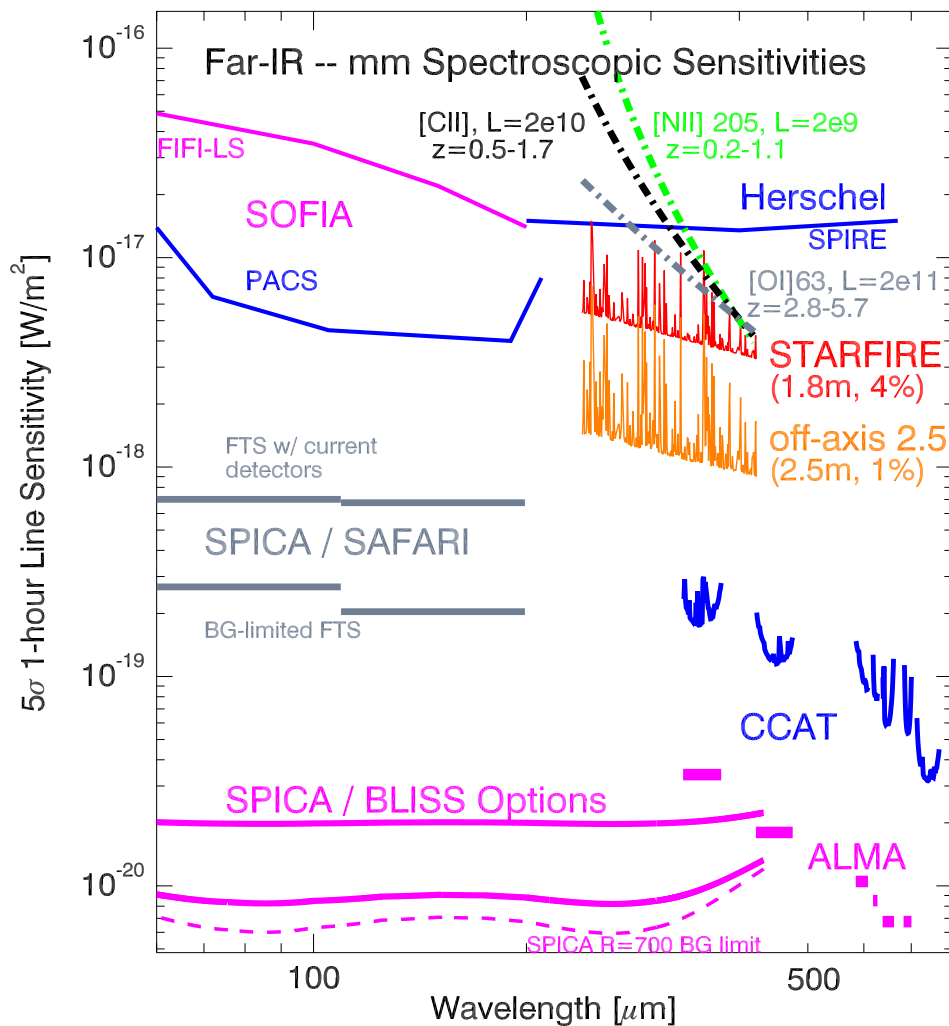 Far-IR -- mm Spectroscopic Sensitivities
[CII], L=2e10
z=0.5-1.7
[NII] 205, L=2e9
z=0.2-1.1
FIFI-LS
SOFIA
Herschel
SPIRE
PACS
[OI]63, L=2e11
z=2.8-5.7
STARFIRE
(1.8m, 4%)
off-axis 2.5
(2.5m, 1%)
FTS w/ current
detectors
SPICA / SAFARI
BG-limited FTS
CCAT
SPICA / BLISS Options
ALMA
SPICA R=700 BG limit
10⁻¹⁶
10⁻¹⁷
10⁻¹⁸
10⁻¹⁹
10⁻²⁰
5σ 1-hour Line Sensitivity [W/m²]
100
500
Wavelength [μm]